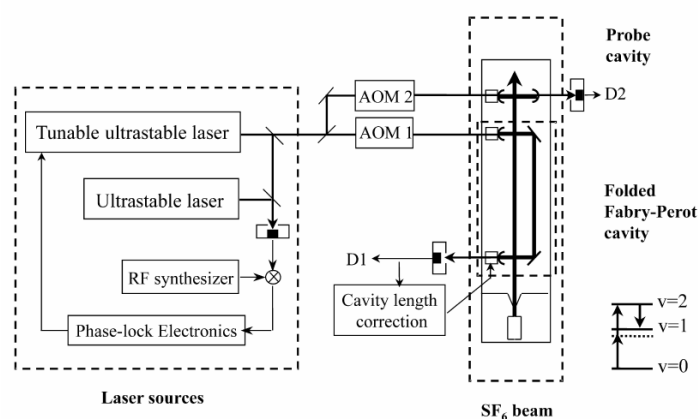 Probe
cavity
AOM 2
D2
Tunable ultrastable laser
AOM 1
Ultrastable laser
Folded
Fabry-Perot
cavity
D1
RF synthesizer
Cavity length
correction
Phase-lock Electronics
v=2
v=1
v=0
Laser sources
SF6 beam